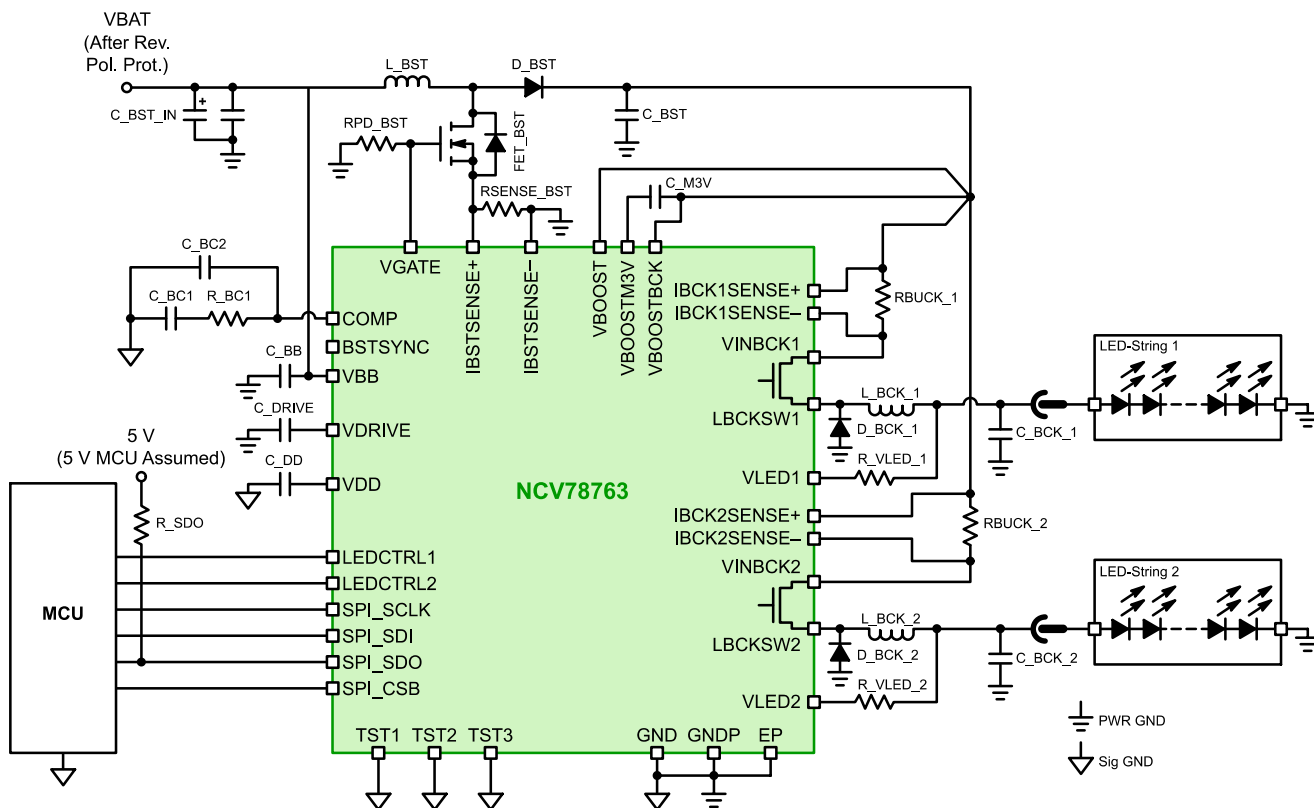 VBAT
(After Rev.
Pol. Prot.)
L_BST
D_BST
C_BST_IN
+
C_BST
RPD_BST
FET_BST
C_M3V
RSENSE_BST
C_BC2
C_BC1
R_BC1
VGATE
IBSTSENSE+
IBSTSENSE–
VBOOST
VBOOSTM3V
VBOOSTBCK
IBCK1SENSE+
IBCK1SENSE–
RBUCK_1
COMP
BSTSYNC
C_BB
VBB
VINBCK1
LED-String 1
L_BCK_1
LBCKSW1
D_BCK_1
C_BCK_1
C_DRIVE
VDRIVE
5 V
(5 V MCU Assumed)
C_DD
VDD
R_VLED_1
VLED1
NCV78763
R_SDO
IBCK2SENSE+
IBCK2SENSE–
RBUCK_2
VINBCK2
LED-String 2
MCU
LEDCTRL1
LEDCTRL2
SPI_SCLK
SPI_SDI
SPI_SDO
SPI_CSB
L_BCK_2
LBCKSW2
D_BCK_2
C_BCK_2
R_VLED_2
VLED2
TST1
TST2
TST3
GND
GNDP
EP
PWR GND
Sig GND